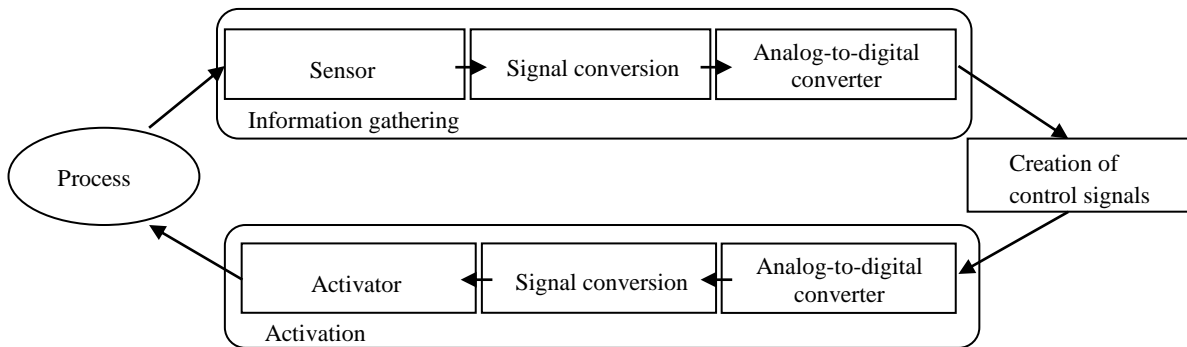 Sensor
Signal conversion
Analog-to-digital
converter
Information gathering
Process
Creation of
control signals
Activator
Signal conversion
Analog-to-digital
converter
Activation